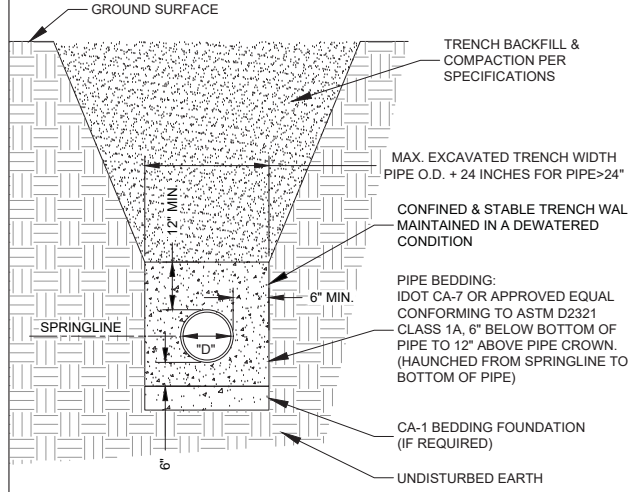 GROUND SURFACE
TRENCH BACKFILL &
COMPACTION PER
SPECIFICATIONS
MAX. EXCAVATED TRENCH WIDTH
PIPE O.D. + 24 INCHES FOR PIPE>24"
12" MIN.
CONFINED & STABLE TRENCH WAL
MAINTAINED IN A DEWATERED
CONDITION
6" MIN.
PIPE BEDDING:
IDOT CA-7 OR APPROVED EQUAL
CONFORMING TO ASTM D2321
CLASS 1A, 6" BELOW BOTTOM OF
PIPE TO 12" ABOVE PIPE CROWN.
(HAUNCHED FROM SPRINGLINE TO
BOTTOM OF PIPE)
SPRINGLINE
"D"
6"
CA-1 BEDDING FOUNDATION
(IF REQUIRED)
UNDISTURBED EARTH